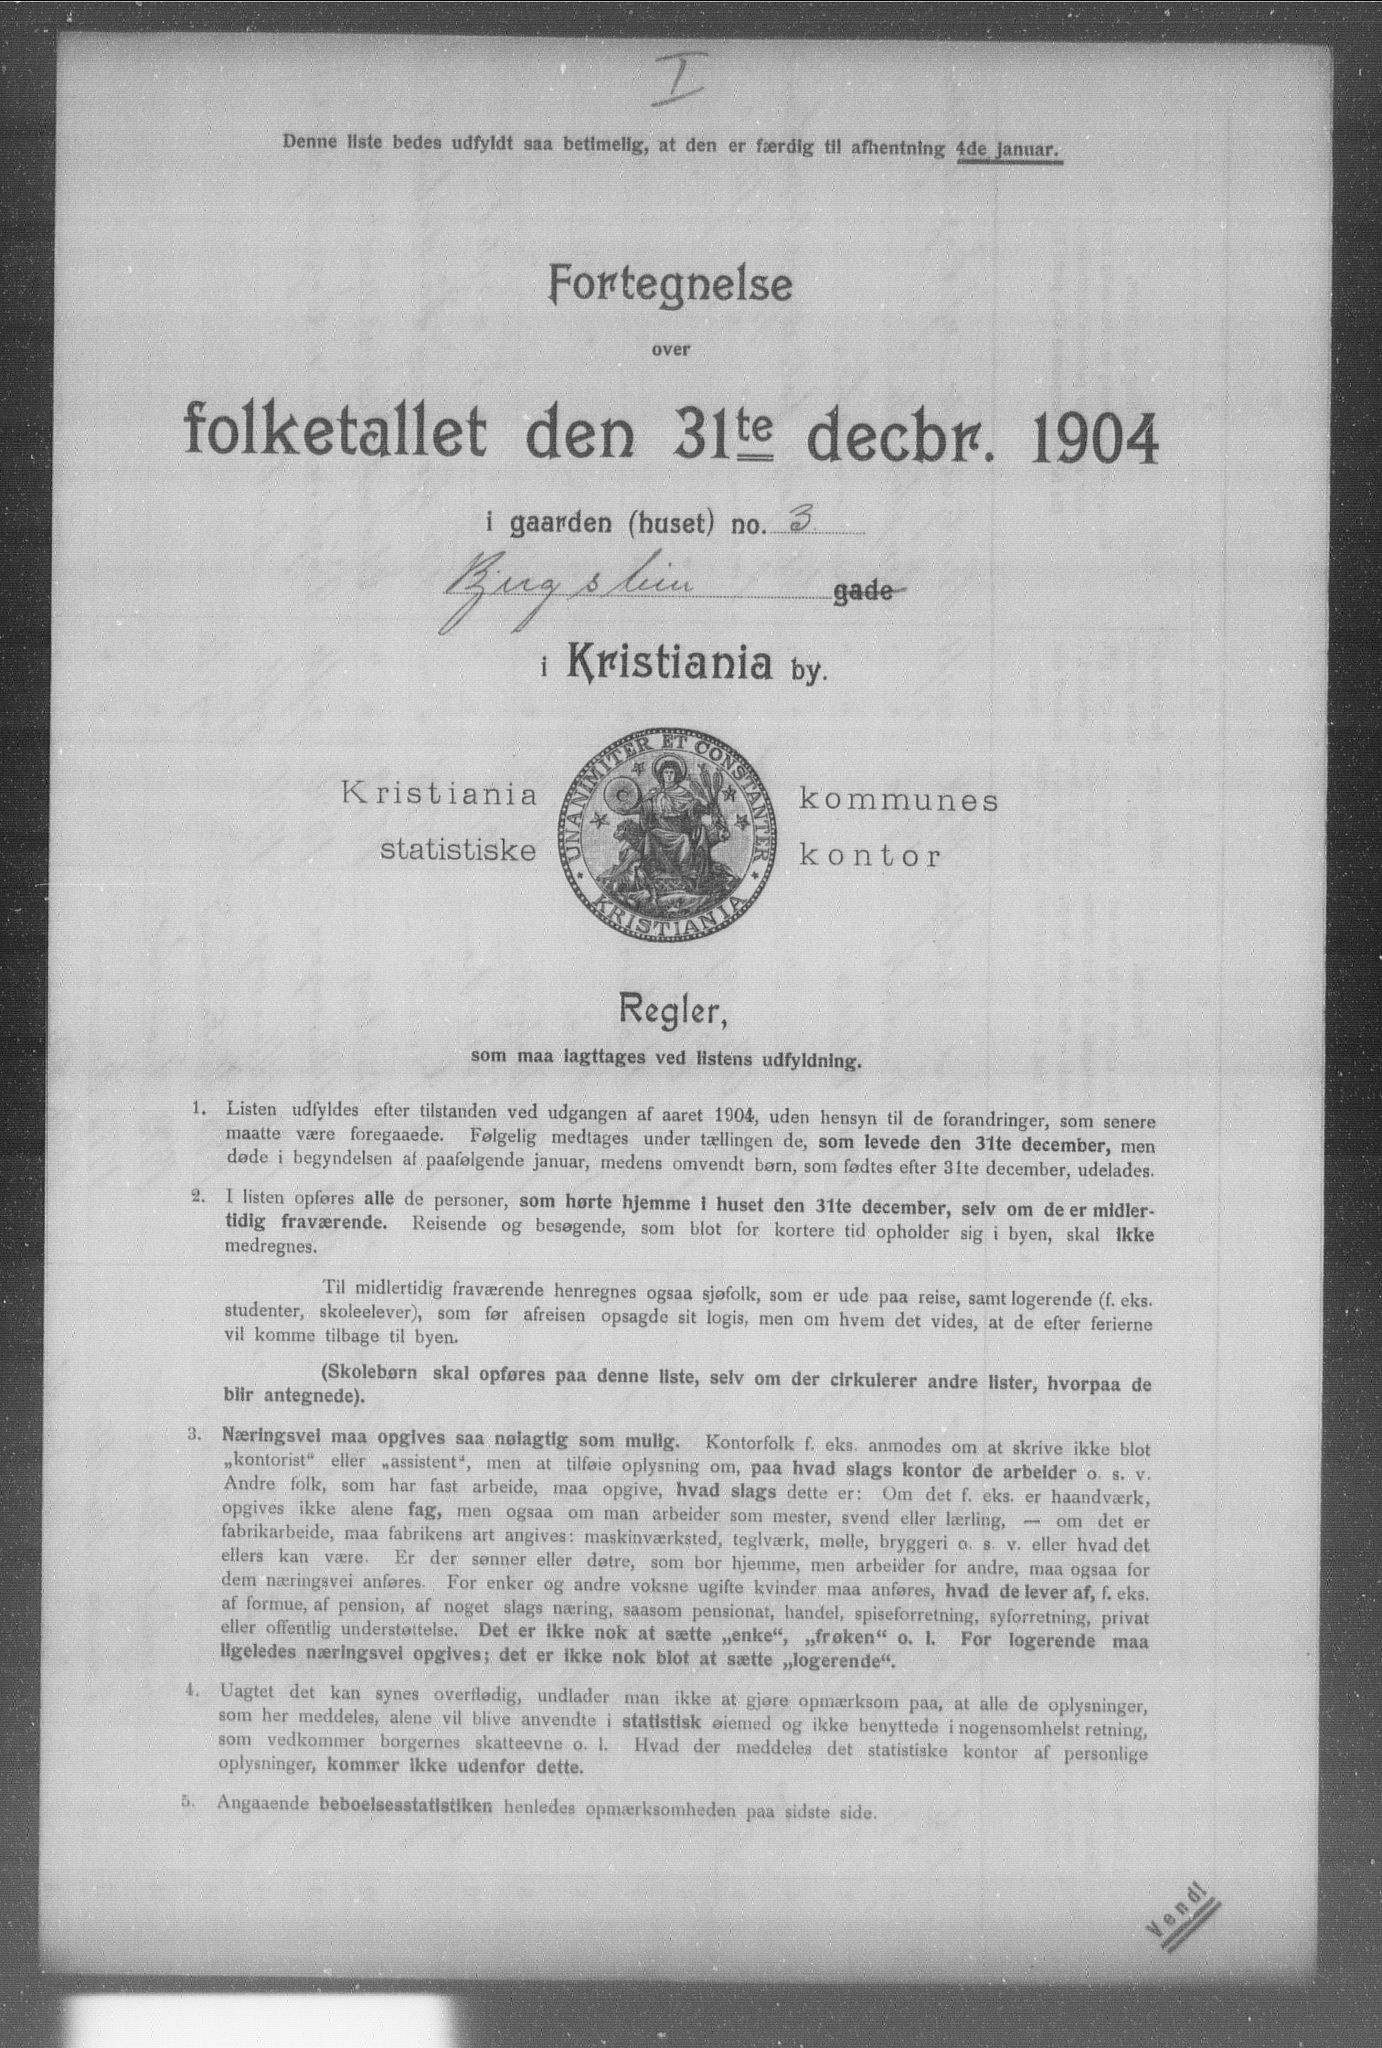 I
Denne liste bedes udfyldt saa betimelig, at den er færdig til afhentning 4de januar.
Fortegnelse
over
folketallet den 31te decbr. 1904
i gaarden (huset) no. 3.
gade
i Kristiania by.
UNANIMITER ET CONSTANTER
KRISTIANIA
Kristiania kommunes
statistiske kontor
Regler,
som maa iagttages ved listens udfyldning.
1. Listen udfyldes efter tilstanden ved udgangen af aaret 1904, uden hensyn til de forandringer, som senere
maatte være foregaaede. Følgelig medtages under tællingen de, som levede den 31te december, men
døde i begyndelsen af paafølgende januar, medens omvendt børn, som fødtes efter 31te december, udelades.
2. I listen opføres alle de personer, som hørte hjemme i huset den 31te december, selv om de er midler-
tidig fraværende. Reisende og besøgende, som blot for kortere tid opholder sig i byen, skal ikke
medregnes.
Til midlertidig fraværende henregnes ogsaa sjøfolk, som er ude paa reise, samt logerende (f. eks.
studenter, skoleelever), som før afreisen opsagde sit logis, men om hvem det vides, at de efter ferierne
vil komme tilbage til byen.
(Skolebørn skal opføres paa denne liste, selv om der cirkulerer andre lister, hvorpaa de
blir antegnede).
3. Næringsvei maa opgives saa nøiagtig som mulig. Kontorfolk f. eks. anmodes om at skrive ikke blot
„kontorist“ eller „assistent“, men at tilføie oplysning om, paa hvad slags kontor de arbeider o. s. v.
Andre folk, som har fast arbeide, maa opgive, hvad slags dette er: Om det f. eks. er haandværk,
opgives ikke alene fag, men ogsaa om man arbeider som mester, svend eller lærling, — om det er
fabrikarbeide, maa fabrikens art angives: maskinværksted, teglværk, mølle, bryggeri o. s. v. eller hvad det
ellers kan være. Er der sønner eller døtre, som bor hjemme, men arbeider for andre, maa ogsaa for
dem næringsvei anføres. For enker og andre voksne ugifte kvinder maa anføres, hvad de lever af, f. eks.
af formue, af pension, af noget slags næring, saasom pensionat, handel, spiseforretning, syforretning, privat
eller offentlig understøttelse. Det er ikke nok at sætte „enke“, „frøken“ o. l. For logerende maa
ligeledes næringsvei opgives; det er ikke nok blot at sætte „logerende“.
4. Uagtet det kan synes overflødig, undlader man ikke at gjøre opmærksom paa, at alle de oplysninger,
som her meddeles, alene vil blive anvendte i statistisk øiemed og ikke benyttede i nogensomhelst retning,
som vedkommer borgernes skatteevne o. l. Hvad der meddeles det statistiske kontor af personlige
oplysninger, kommer ikke udenfor dette.
5. Angaaende beboelsesstatistiken henledes opmærksomheden paa sidste side.
Vend!